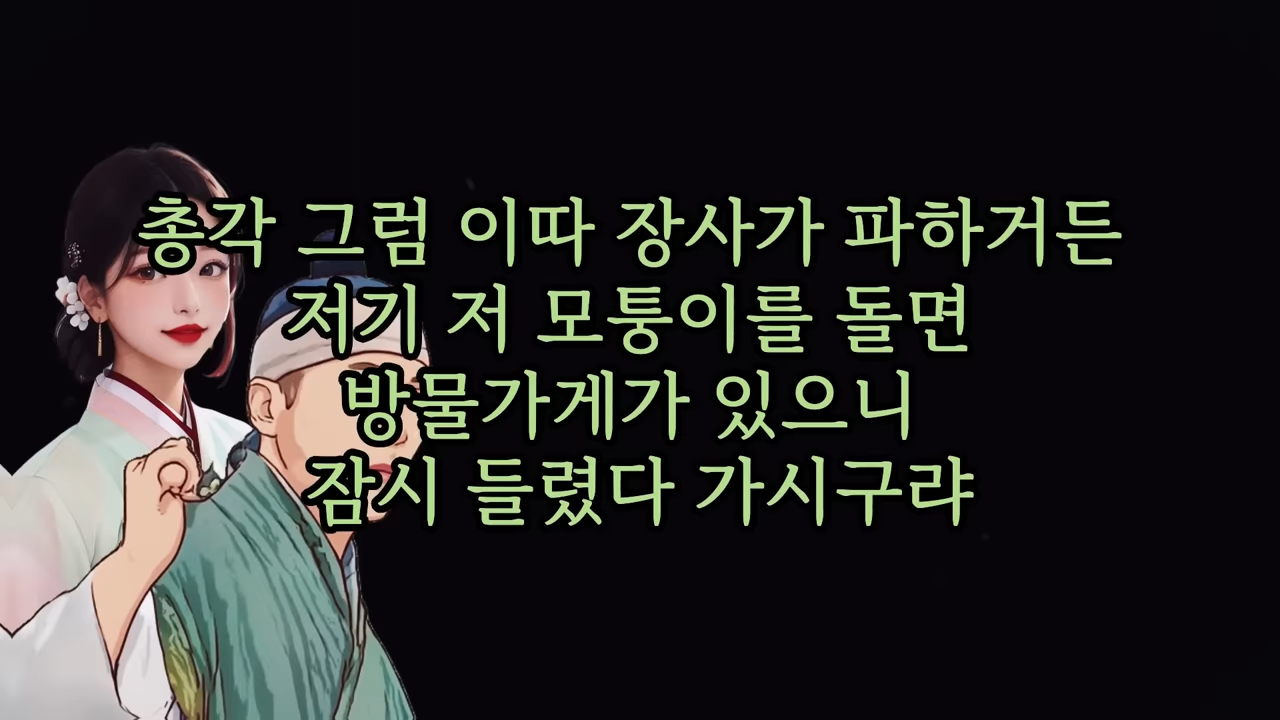 총각 그럼 이따 장사가 파하거든
저기 저 모퉁이를 돌면
방물가게가 있으니
잠시 들렸다 가시구랴